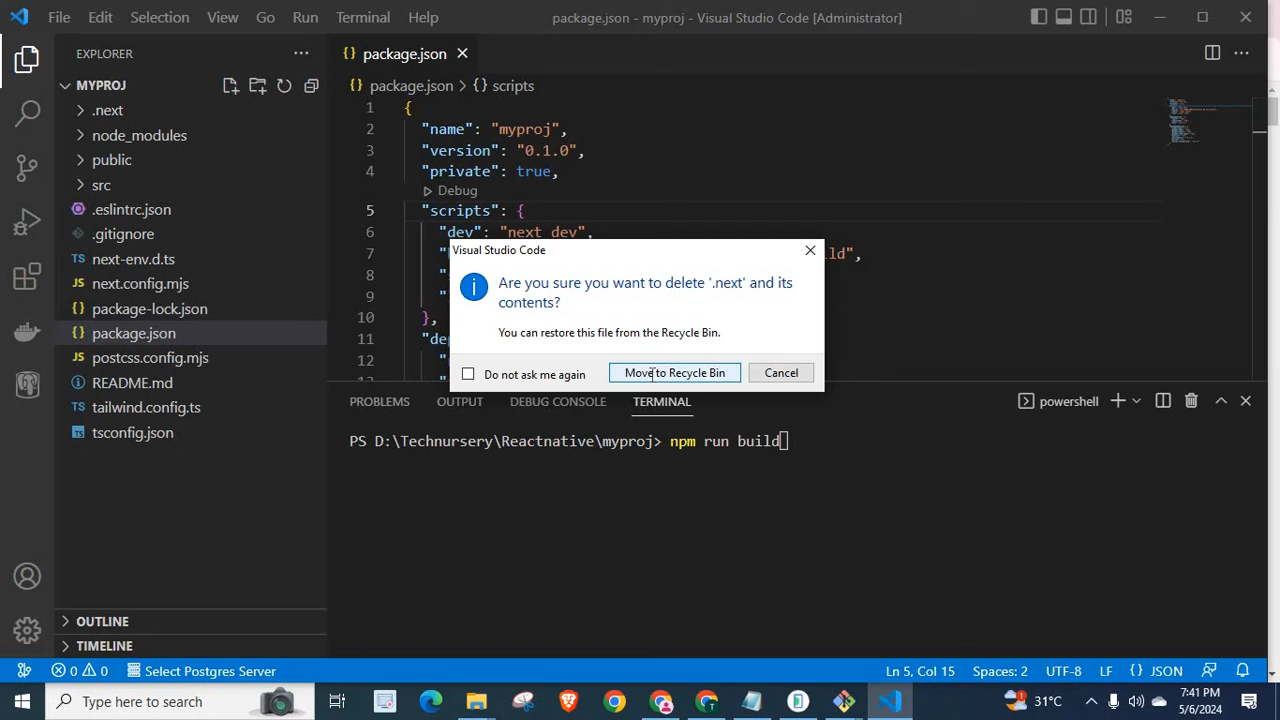 File Edit Selection View Go Run Terminal Help
package.json - myproj - Visual Studio Code [Administrator]
EXPLORER
MYPROJ
.next
node_modules
public
src
.eslintrc.json
.gitignore
next-env.d.ts
next.config.mjs
package-lock.json
package.json
postcss.config.mjs
README.md
tailwind.config.ts
tsconfig.json
OUTLINE
TIMELINE
{} package.json
{} package.json > {} scripts
1 {
2 "name": "myproj",
3 "version": "0.1.0",
4 "private": true,
Debug
5 "scripts": {
6 "dev": "next dev",
7 ld",
8
9
10 },
11 "de
12
Visual Studio Code
Are you sure you want to delete '.next' and its
contents?
You can restore this file from the Recycle Bin.
Do not ask me again
Move to Recycle Bin
Cancel
PROBLEMS OUTPUT DEBUG CONSOLE TERMINAL
powershell
PS D:\Technursery\Reactnative\myproj> npm run build
0 0 Select Postgres Server
Ln 5, Col 15 Spaces: 2 UTF-8 LF {} JSON
Type here to search
31°C
7:41 PM
5/6/2024